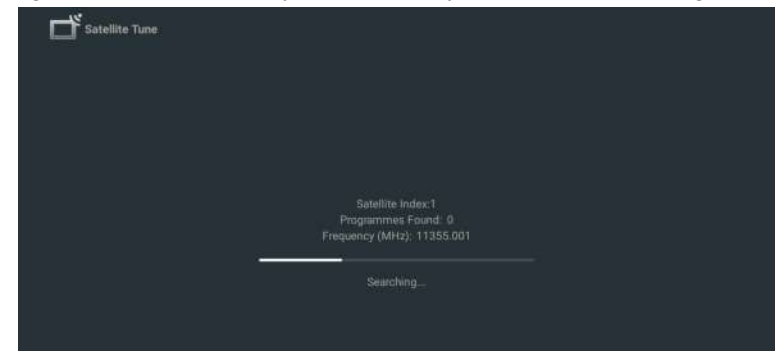 Satellite Tune
Satellite Index:1
Programmes Found: 0
Frequency (MHz): 11355.001
Searching...